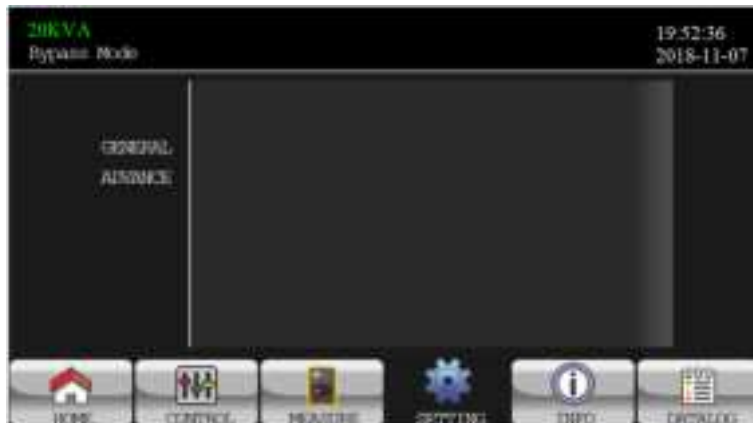 20KVA
Bypass Mode
19:52:36
2018-11-07
GENERAL
ADVANCE
HOME
CONTROL
MEASURE
SETTING
INFO
DATALOG